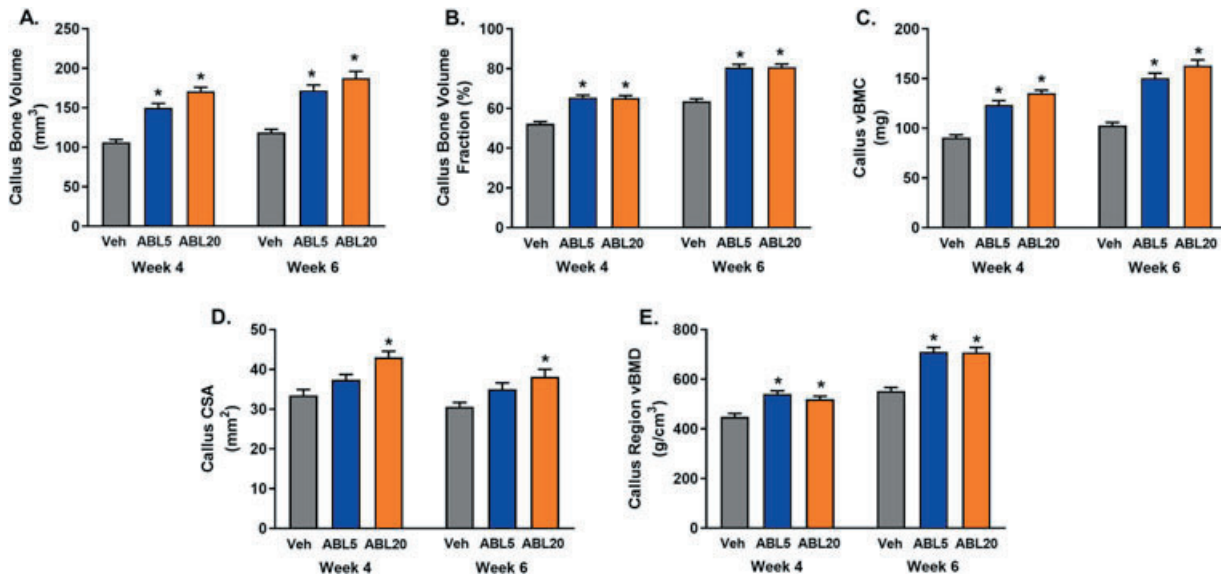 A.
Callus Bone Volume
(mm³)
250
200
150
100
50
0
* * * *
Veh ABL5 ABL20 Veh ABL5 ABL20
Week 4 Week 6
B.
Callus Bone Volume
Fraction (%)
100
80
60
40
20
0
* * * *
Veh ABL5 ABL20 Veh ABL5 ABL20
Week 4 Week 6
C.
Callus vBMC
(mg)
200
150
100
50
0
* * * *
Veh ABL5 ABL20 Veh ABL5 ABL20
Week 4 Week 6
D.
Callus CSA
(mm²)
50
40
30
20
10
0
* *
Veh ABL5 ABL20 Veh ABL5 ABL20
Week 4 Week 6
E.
Callus Region vBMD
(g/cm³)
800
600
400
200
0
* * * *
Veh ABL5 ABL20 Veh ABL5 ABL20
Week 4 Week 6